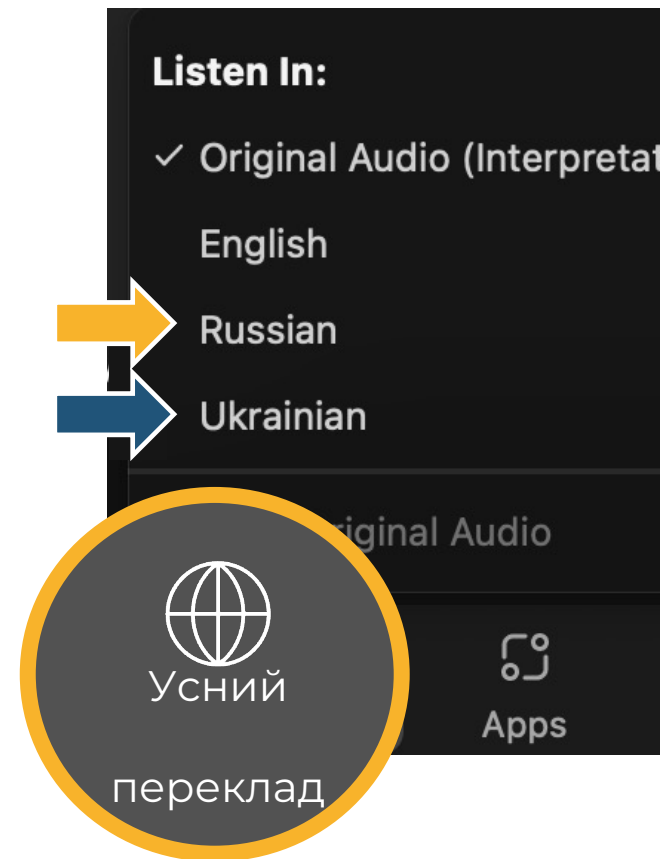 Listen In:
✓ Original Audio (Interpretat
English
Russian
Ukrainian
riginal Audio
Apps
Усний
переклад